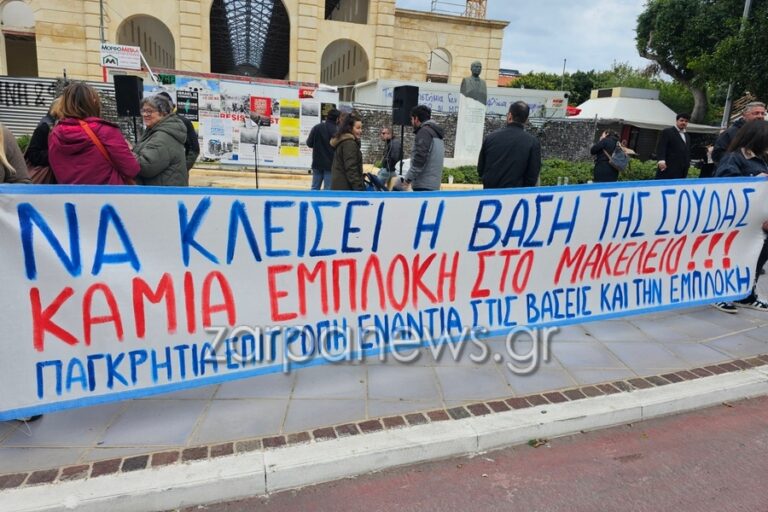 ΝΑ ΚΛΕΙΣΕΙ Η ΒΑΣΗ ΤΗΣ ΣΟΥΔΑΣ
ΚΑΜΙΑ ΕΜΠΛΟΚΗ ΣΤΟ ΜΑΚΕΛΕΙΟ!!!
ΠΑΓΚΡΗΤΙΑ ΕΠΙΤΡΟΠΗ ΕΝΑΝΤΙΑ ΣΤΙΣ ΒΑΣΕΙΣ ΚΑΙ ΤΗΝ ΕΜΠΛΟΚΗ
zarpanews.gr